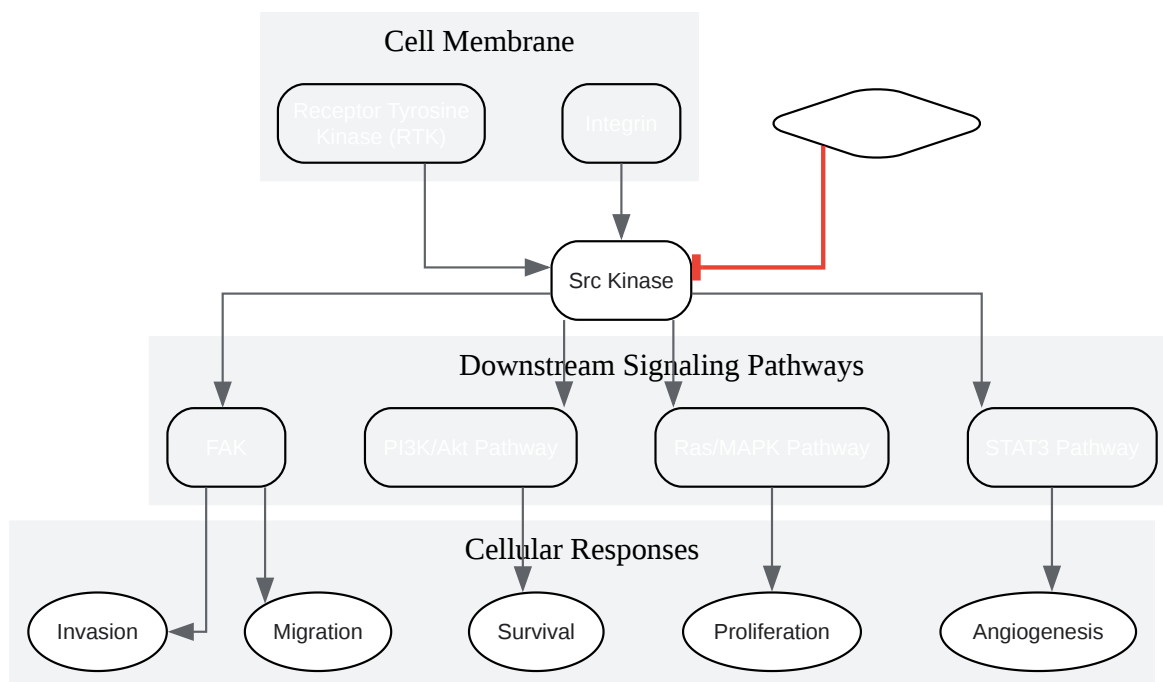 Cell Membrane
Receptor Tyrosine
Kinase (RTK)
Integrin
Src Kinase
Downstream Signaling Pathways
FAK
PI3K/Akt Pathway
Ras/MAPK Pathway
STAT3 Pathway
Cellular Responses
Invasion
Migration
Survival
Proliferation
Angiogenesis